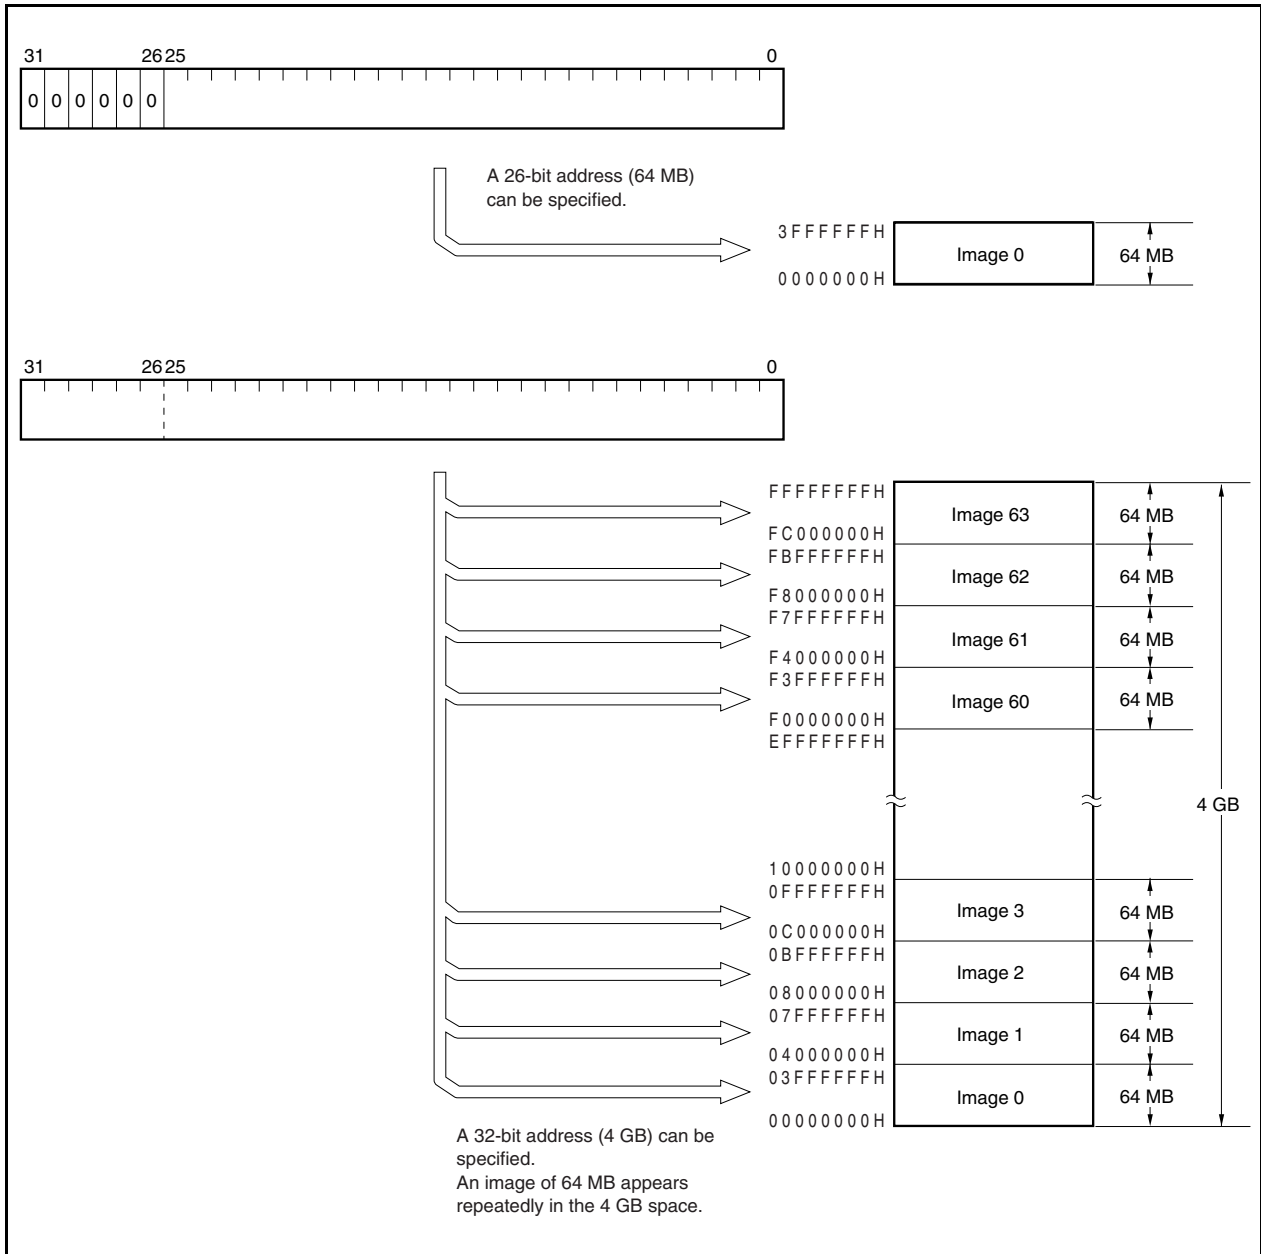 31 26 25 0
0 0 0 0 0 0
A 26-bit address (64 MB)
can be specified.
3FFFFFFH
Image 0
64 MB
0000000H
31 26 25 0
FFFFFFFFH
Image 63
64 MB
FC000000H
FBFFFFFFH
Image 62
64 MB
F8000000H
F7FFFFFFH
Image 61
64 MB
F4000000H
F3FFFFFFH
Image 60
64 MB
F0000000H
EFFFFFFFH
4 GB
10000000H
0FFFFFFFH
Image 3
64 MB
0C000000H
0BFFFFFFH
Image 2
64 MB
08000000H
07FFFFFFH
Image 1
64 MB
04000000H
03FFFFFFH
Image 0
64 MB
00000000H
A 32-bit address (4 GB) can be
specified.
An image of 64 MB appears
repeatedly in the 4 GB space.